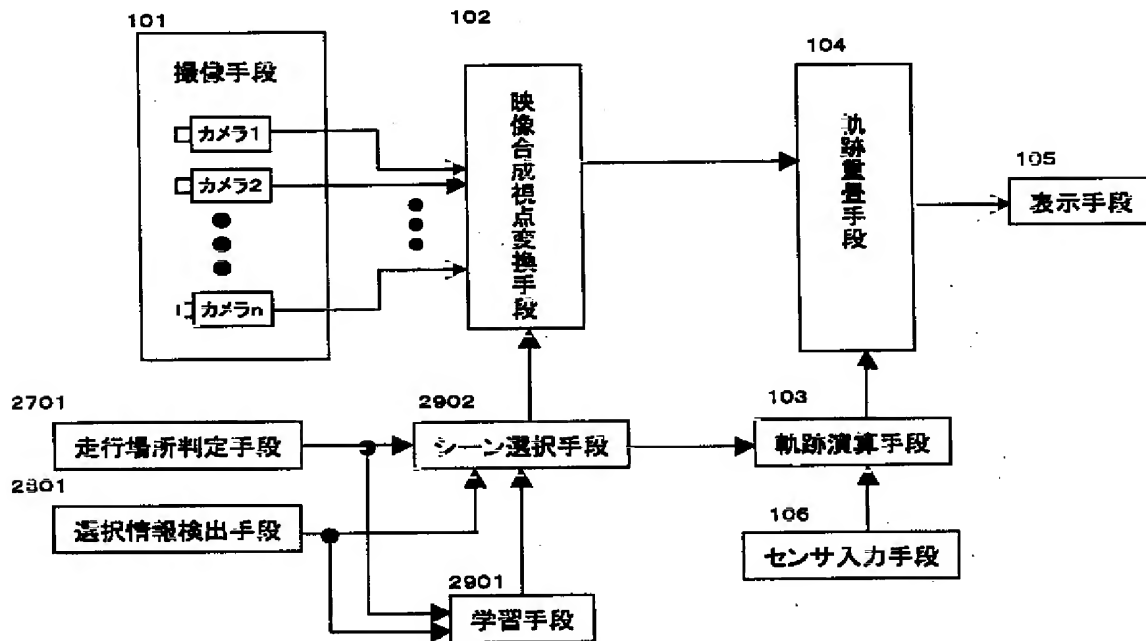 101
撮像手段
カメラ1
カメラ2
カメラn
102
映像合成視点変換手段
104
軌跡重畳手段
105
表示手段
2701
走行場所判定手段
2902
シーン選択手段
103
軌跡演算手段
2801
選択情報検出手段
106
センサ入力手段
2901
学習手段